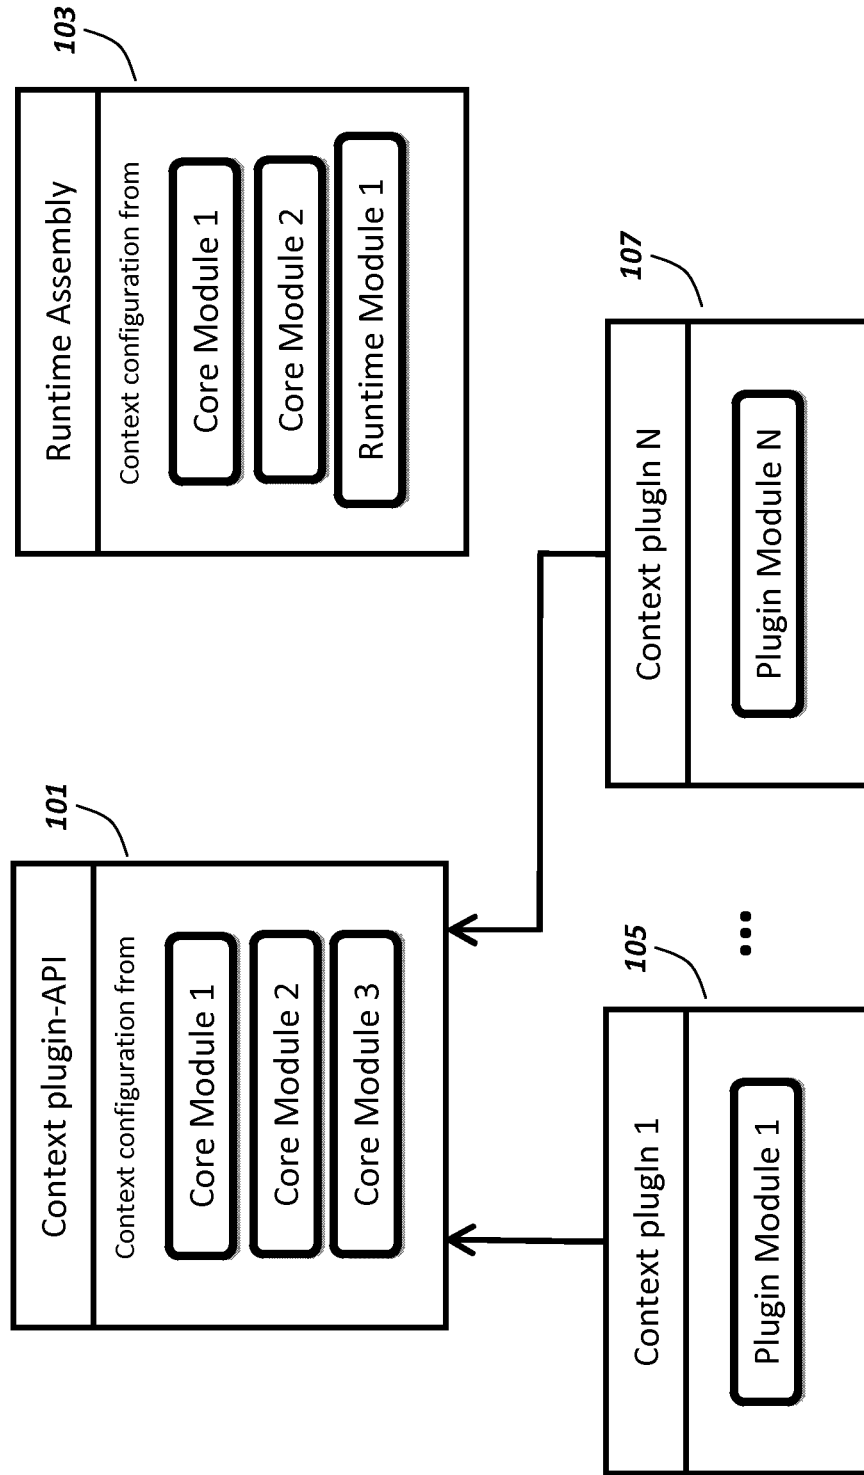 101
Context plugin-API
Context configuration from
Core Module 1
Core Module 2
Core Module 3
103
Runtime Assembly
Context configuration from
Core Module 1
Core Module 2
Runtime Module 1
105
Context plugIn 1
Plugin Module 1
...
107
Context plugIn N
Plugin Module N